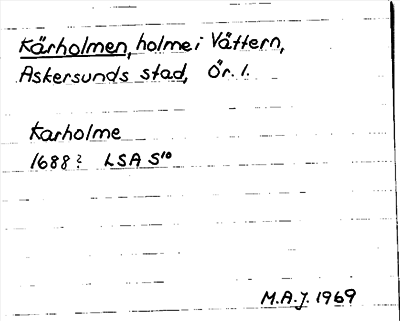 Kärholmen, holme i Vättern,
Askersunds stad, Ör. l.
Karholme
1688? LSA S¹⁰
M.A.J. 1969